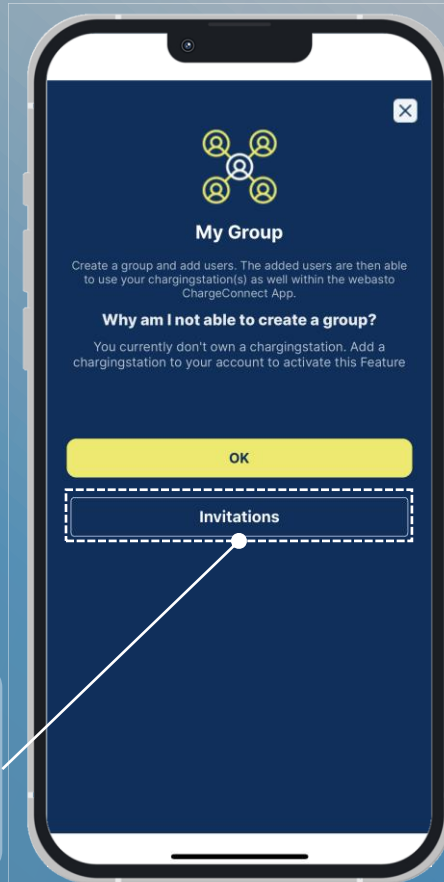 My Group
Create a group and add users. The added users are then able
to use your chargingstation(s) as well within the webasto
ChargeConnect App.
Why am I not able to create a group?
You currently don't own a chargingstation. Add a
chargingstation to your account to activate this Feature
OK
Invitations